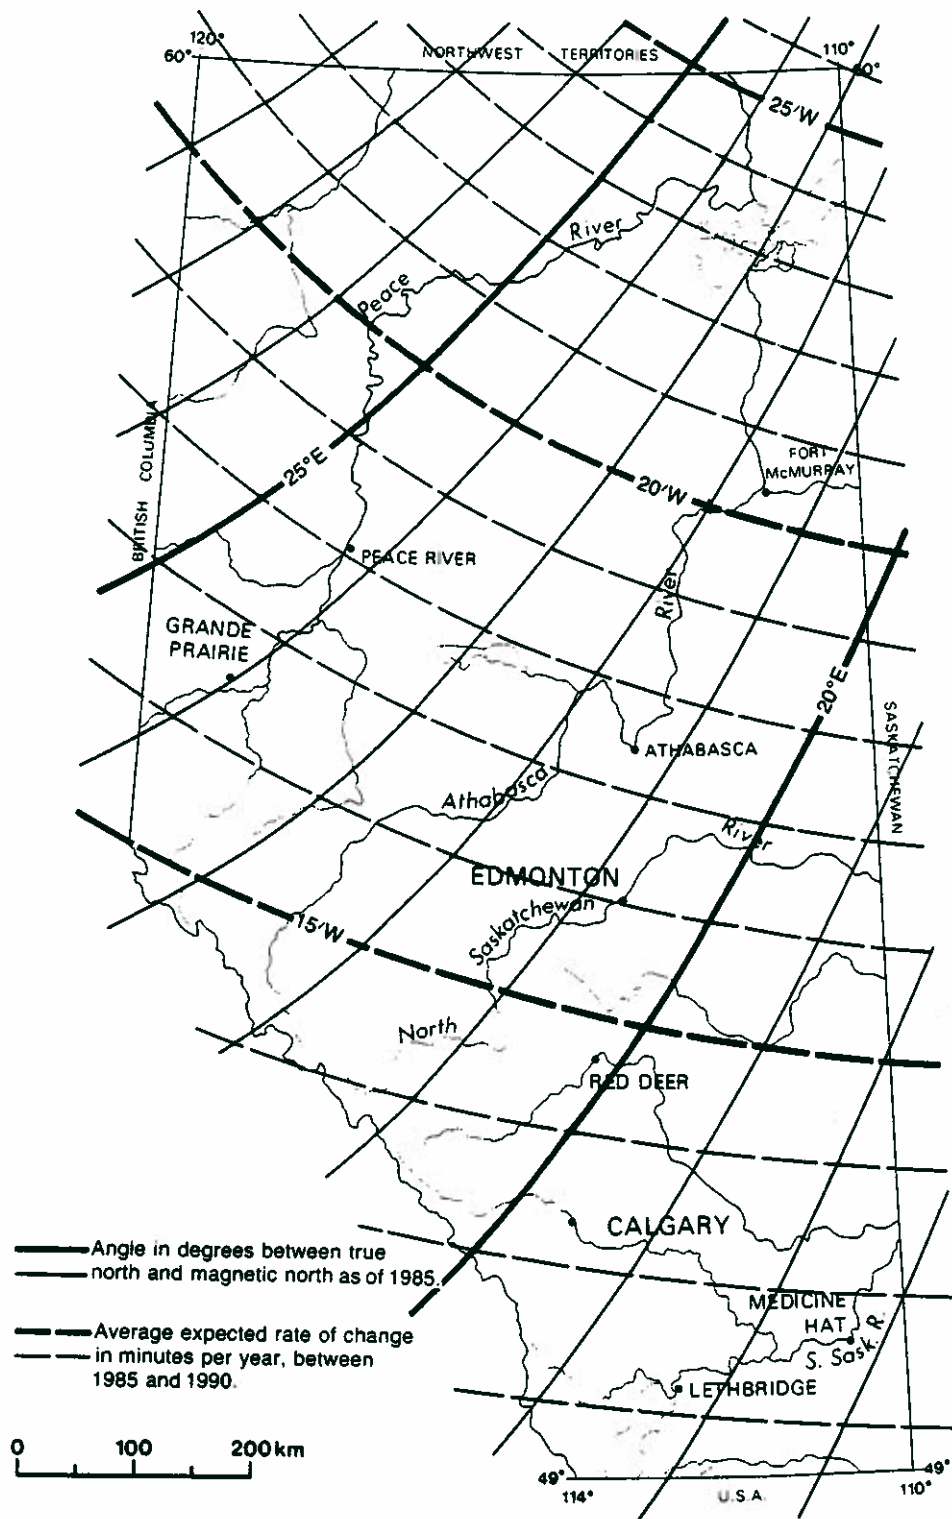 120°
60°
NORTHWEST TERRITORIES
110°
60°
25'W
River
Peace
BRITISH COLUMBIA
25°E
FORT
McMURRAY
20'W
PEACE RIVER
River
GRANDE
PRAIRIE
20°E
SASKATCHEWAN
ATHABASCA
Athabasca
River
EDMONTON
Saskatchewan
15'W
North
RED DEER
CALGARY
Angle in degrees between true
north and magnetic north as of 1985.
MEDICINE
HAT
S. Sask. R.
Average expected rate of change
in minutes per year, between
1985 and 1990.
LETHBRIDGE
0 100 200 km
49°
114°
U.S.A.
49°
110°